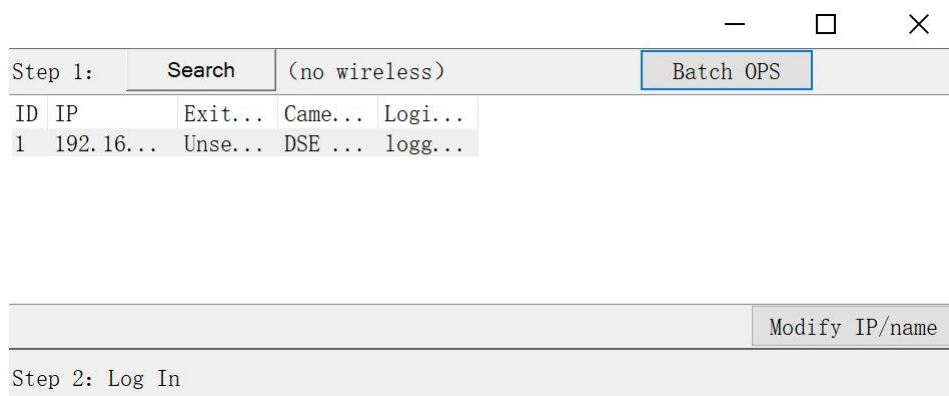 Step 1: Search (no wireless) Batch OPS
ID IP Exit... Came... Logi...
1 192.16... Unse... DSE ... logg...
Modify IP/name
Step 2: Log In